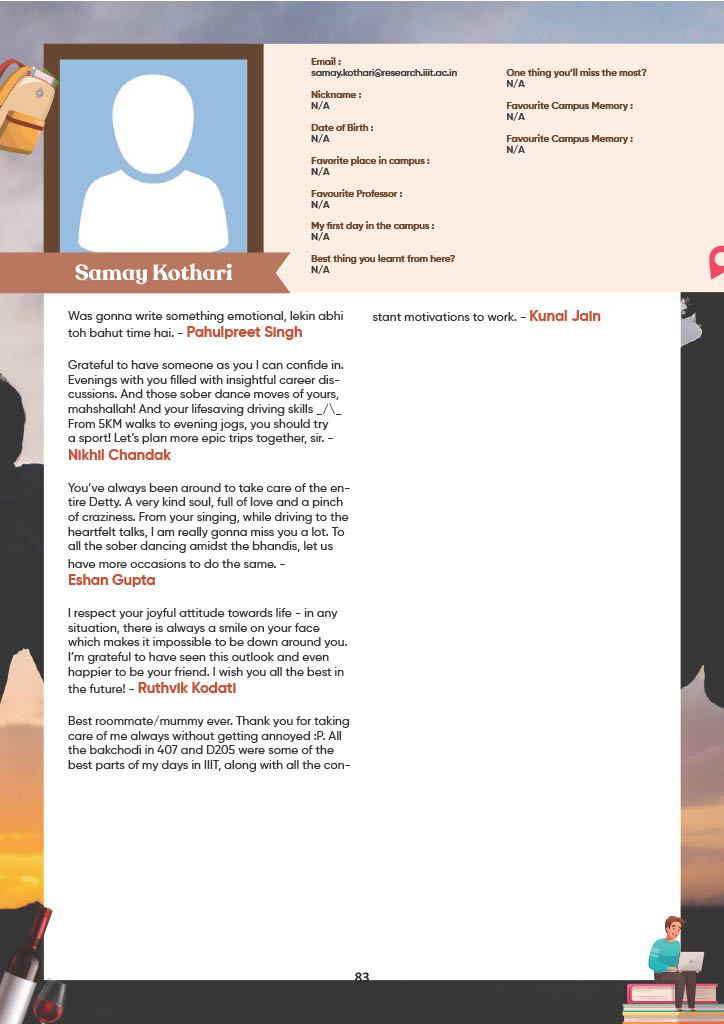 Email :
samay.kothari@research.iiit.ac.in
Nickname :
N/A
Date of Birth :
N/A
Favorite place in campus :
N/A
Favourite Professor :
N/A
My first day in the campus :
N/A
Best thing you learnt from here?
N/A
One thing you'll miss the most?
N/A
Favourite Campus Memory :
N/A
Favourite Campus Memory :
N/A
Samay Kothari
Was gonna write something emotional, lekin abhi
toh bahut time hai. - Pahulpreet Singh
Grateful to have someone as you I can confide in.
Evenings with you filled with insightful career dis-
cussions. And those sober dance moves of yours,
mahshallah! And your lifesaving driving skills _/\_
From 5KM walks to evening jogs, you should try
a sport! Let's plan more epic trips together, sir. -
Nikhil Chandak
You've always been around to take care of the en-
tire Detty. A very kind soul, full of love and a pinch
of craziness. From your singing, while driving to the
heartfelt talks, I am really gonna miss you a lot. To
all the sober dancing amidst the bhandis, let us
have more occasions to do the same. -
Eshan Gupta
I respect your joyful attitude towards life - in any
situation, there is always a smile on your face
which makes it impossible to be down around you.
I'm grateful to have seen this outlook and even
happier to be your friend. I wish you all the best in
the future! - Ruthvik Kodati
Best roommate/mummy ever. Thank you for taking
care of me always without getting annoyed :P. All
the bakchodi in 407 and D205 were some of the
best parts of my days in IIIT, along with all the con-
stant motivations to work. - Kunal Jain
83